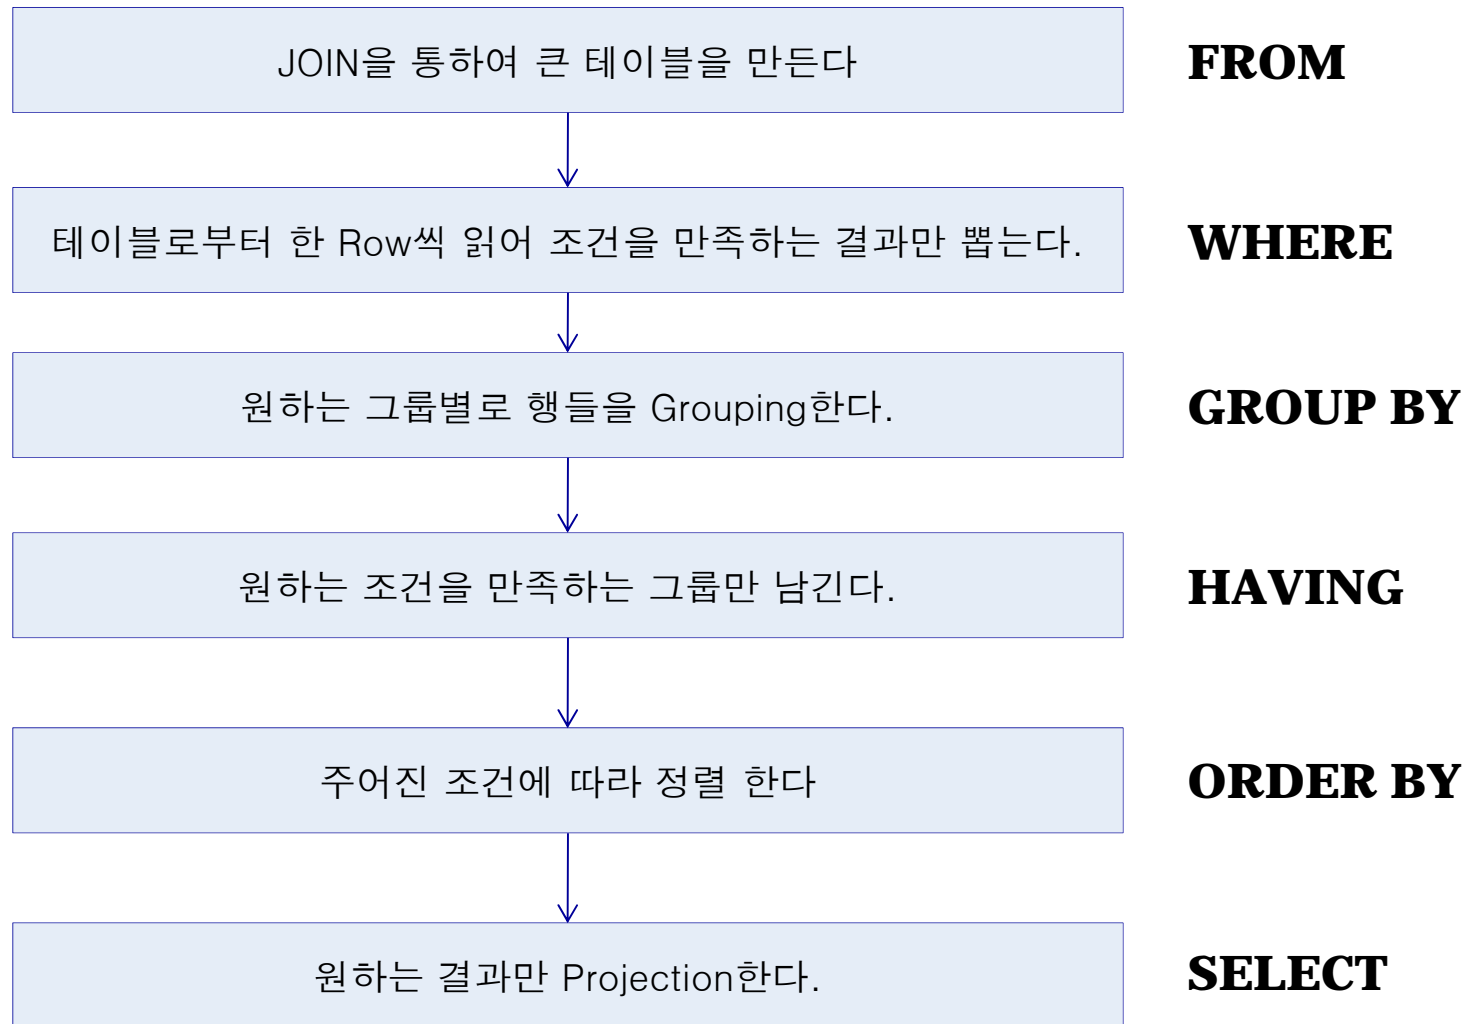 JOIN을 통하여 큰 테이블을 만든다
FROM
테이블로부터 한 Row씩 읽어 조건을 만족하는 결과만 뽑는다.
WHERE
원하는 그룹별로 행들을 Grouping한다.
GROUP BY
원하는 조건을 만족하는 그룹만 남긴다.
HAVING
주어진 조건에 따라 정렬 한다
ORDER BY
원하는 결과만 Projection한다.
SELECT